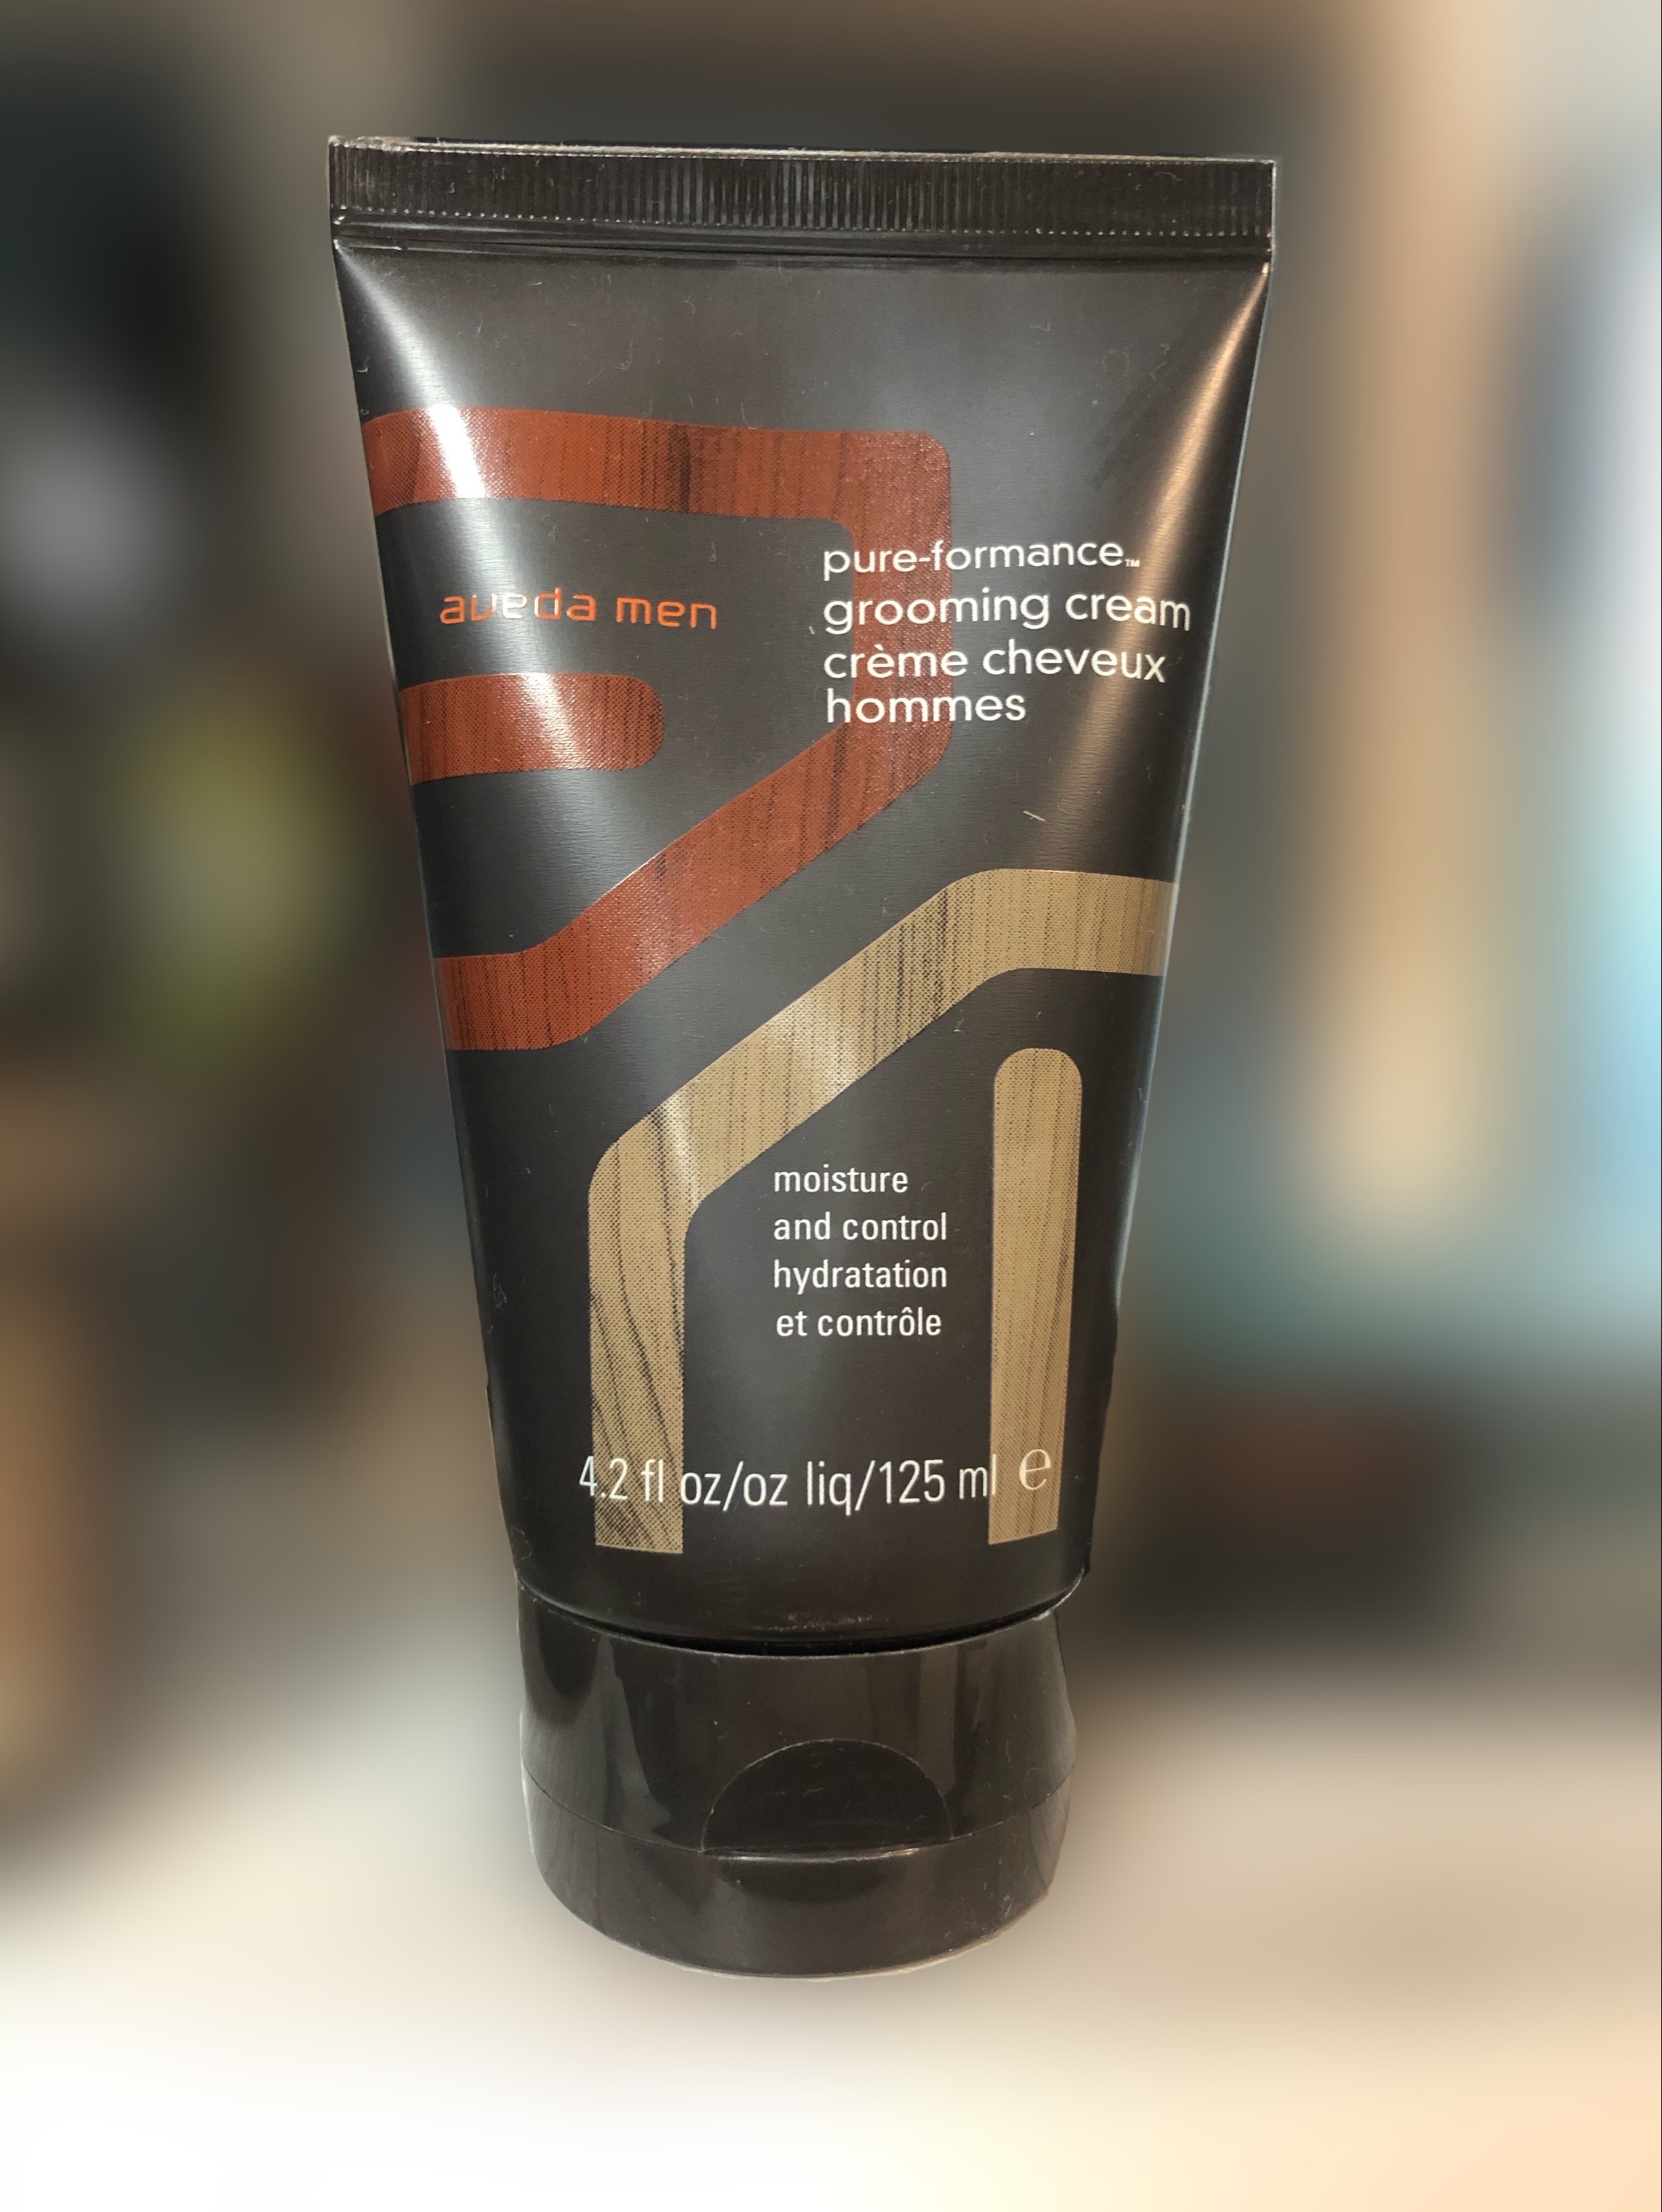 aveda men
pure-formance™
grooming cream
crème cheveux
hommes
moisture
and control
hydratation
et contrôle
4.2 fl oz/oz liq/125 ml ℮